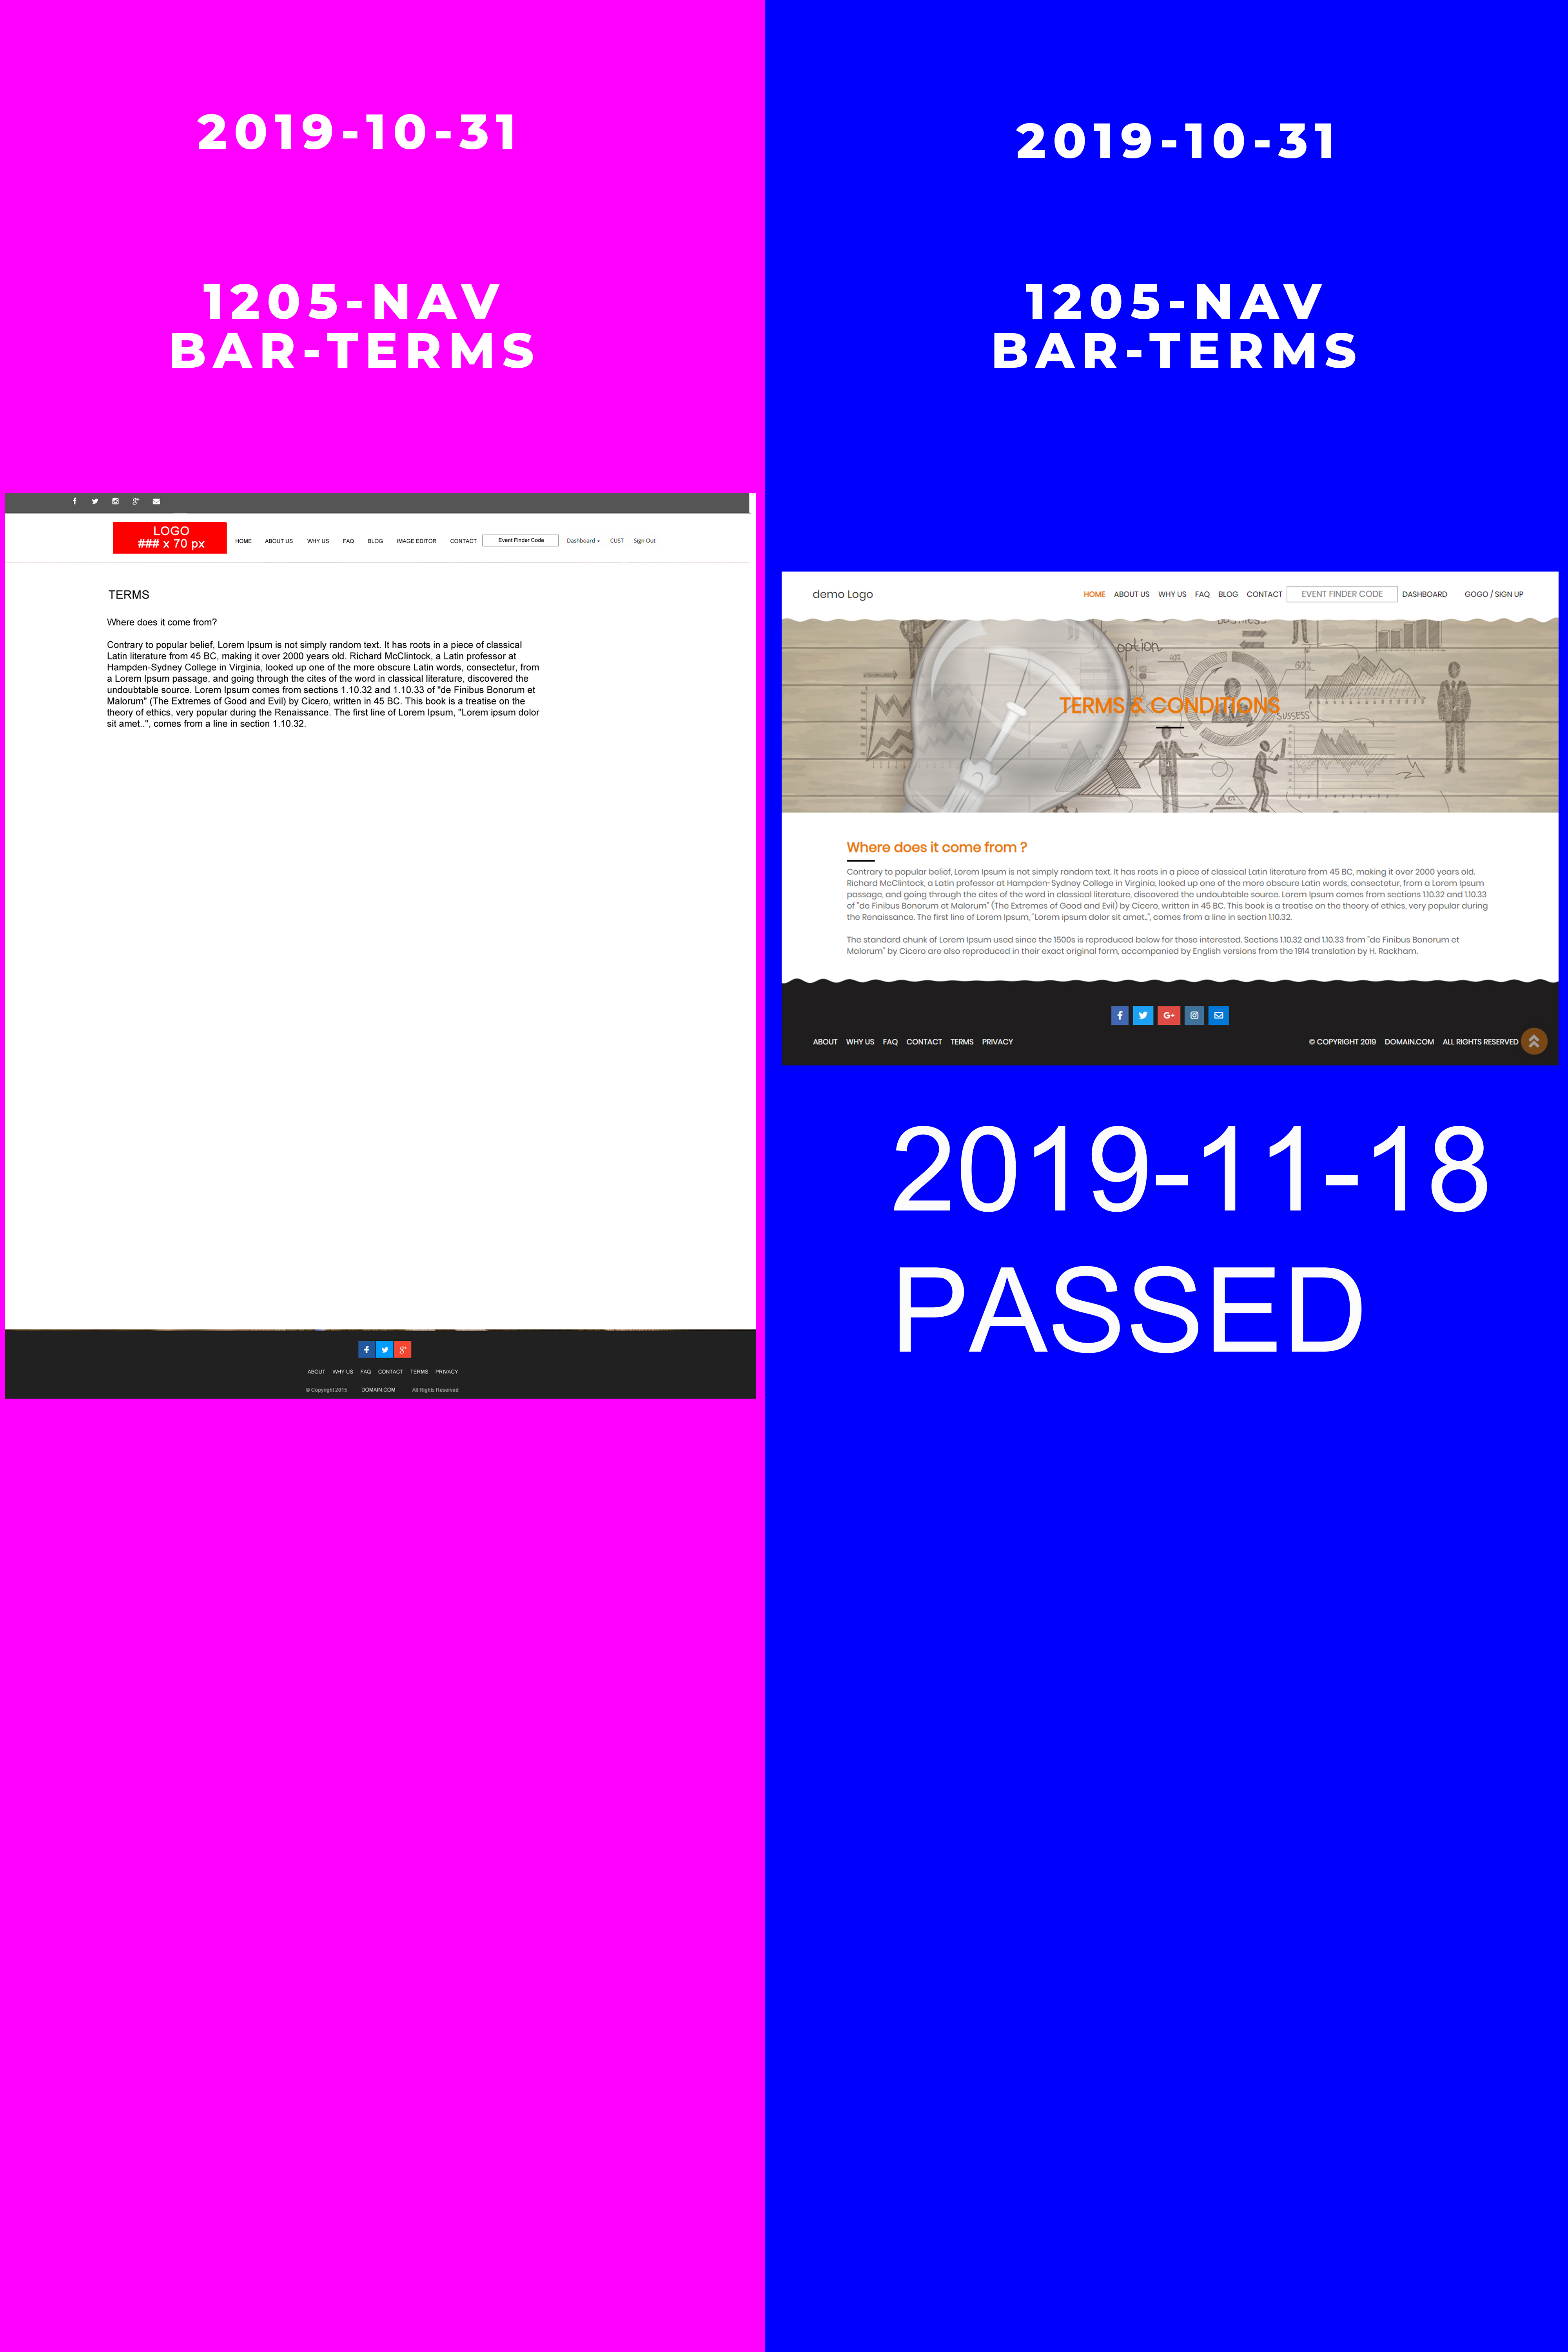 2019-10-31
1205-NAV
BAR-TERMS
LOGO
### x 70 px
HOME ABOUT US WHY US FAQ BLOG IMAGE EDITOR CONTACT Event Finder Code Dashboard CUST Sign Out
TERMS
Where does it come from?
Contrary to popular belief, Lorem Ipsum is not simply random text. It has roots in a piece of classical
Latin literature from 45 BC, making it over 2000 years old. Richard McClintock, a Latin professor at
Hampden-Sydney College in Virginia, looked up one of the more obscure Latin words, consectetur, from
a Lorem Ipsum passage, and going through the cites of the word in classical literature, discovered the
undoubtable source. Lorem Ipsum comes from sections 1.10.32 and 1.10.33 of "de Finibus Bonorum et
Malorum" (The Extremes of Good and Evil) by Cicero, written in 45 BC. This book is a treatise on the
theory of ethics, very popular during the Renaissance. The first line of Lorem Ipsum, "Lorem ipsum dolor
sit amet..", comes from a line in section 1.10.32.
ABOUT WHY US FAQ CONTACT TERMS PRIVACY
© Copyright 2015 DOMAIN.COM All Rights Reserved
2019-10-31
1205-NAV
BAR-TERMS
demo Logo
HOME ABOUT US WHY US FAQ BLOG CONTACT EVENT FINDER CODE DASHBOARD GOGO / SIGN UP
option
40%
60%
TERMS & CONDITIONS
SUSSESS
Where does it come from ?
Contrary to popular belief, Lorem Ipsum is not simply random text. It has roots in a piece of classical Latin literature from 45 BC, making it over 2000 years old.
Richard McClintock, a Latin professor at Hampden-Sydney College in Virginia, looked up one of the more obscure Latin words, consectetur, from a Lorem Ipsum
passage, and going through the cites of the word in classical literature, discovered the undoubtable source. Lorem Ipsum comes from sections 1.10.32 and 1.10.33
of "de Finibus Bonorum et Malorum" (The Extremes of Good and Evil) by Cicero, written in 45 BC. This book is a treatise on the theory of ethics, very popular during
the Renaissance. The first line of Lorem Ipsum, "Lorem ipsum dolor sit amet..", comes from a line in section 1.10.32.
The standard chunk of Lorem Ipsum used since the 1500s is reproduced below for those interested. Sections 1.10.32 and 1.10.33 from "de Finibus Bonorum et
Malorum" by Cicero are also reproduced in their exact original form, accompanied by English versions from the 1914 translation by H. Rackham.
ABOUT WHY US FAQ CONTACT TERMS PRIVACY
© COPYRIGHT 2019 DOMAIN.COM ALL RIGHTS RESERVED
2019-11-18
PASSED